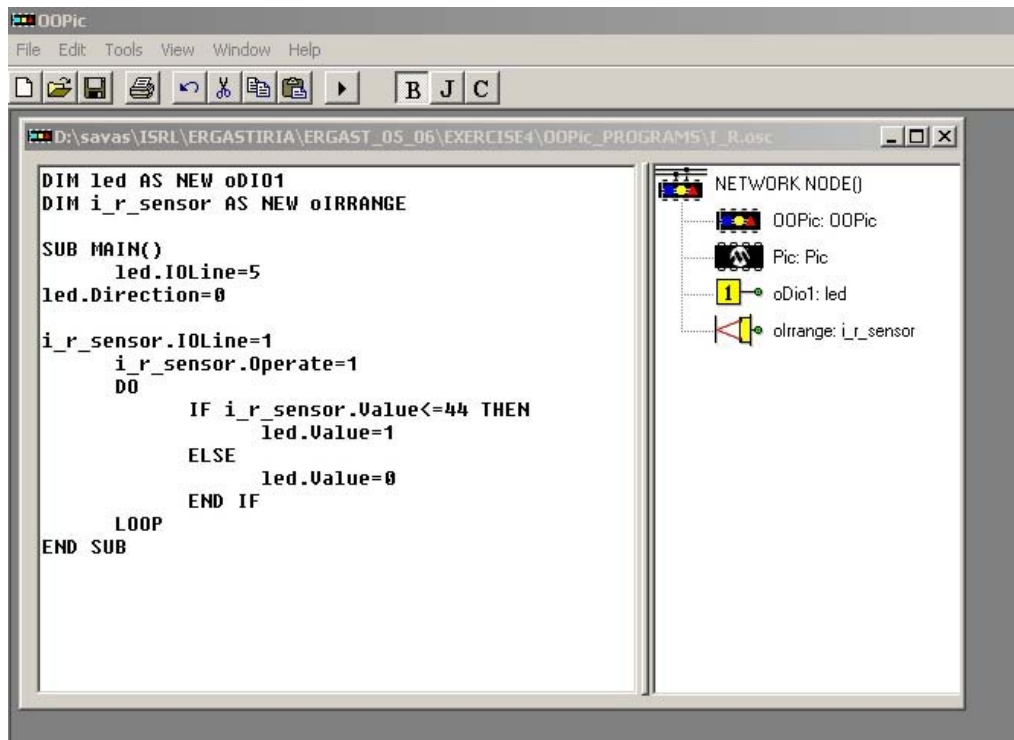 OOPic
File Edit Tools View Window Help
B J C
D:\savas\ISRL\ERGASTIRIA\ERGAST_05_06\EXERCISE4\OOPic_PROGRAMS\I_R.osc
DIM led AS NEW oDIO1
DIM i_r_sensor AS NEW oIRRANGE
SUB MAIN()
led.IOLine=5
led.Direction=0
i_r_sensor.IOLine=1
i_r_sensor.Operate=1
DO
IF i_r_sensor.Value<=44 THEN
led.Value=1
ELSE
led.Value=0
END IF
LOOP
END SUB
NETWORK NODE()
OOPic: OOPic
Pic: Pic
1
oDio1: led
oIrrange: i_r_sensor